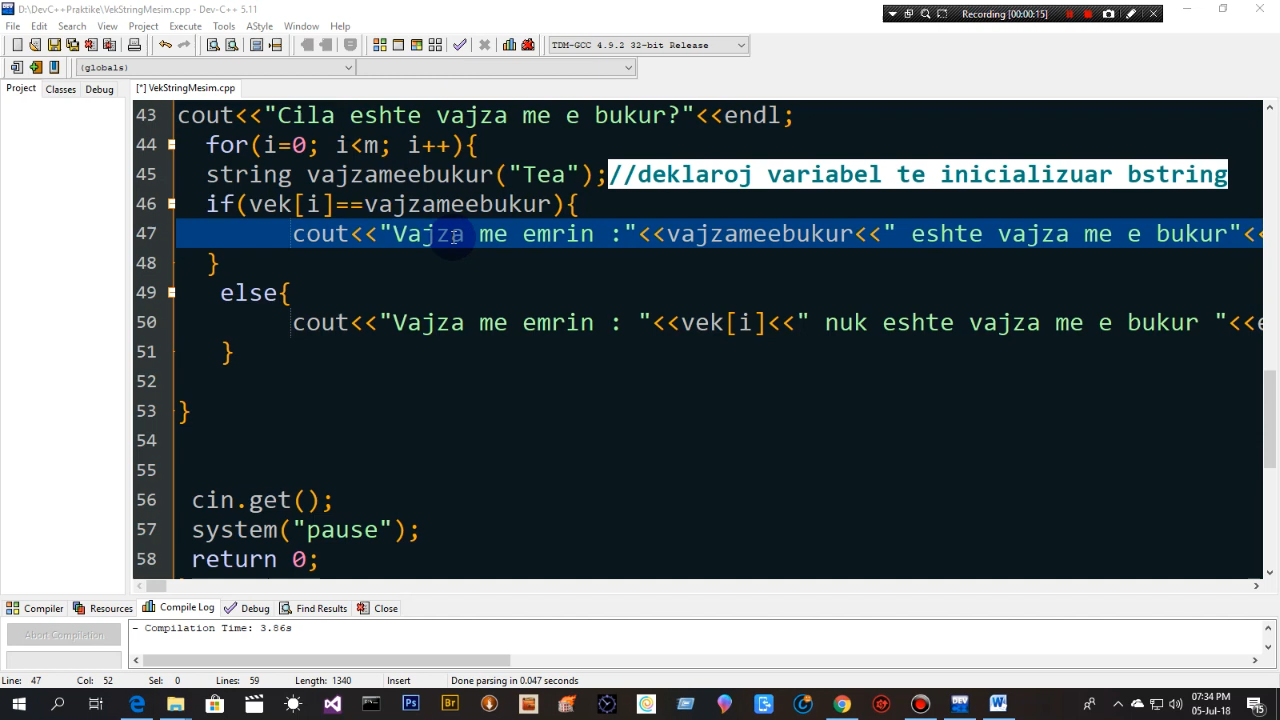 D:\DevC++Praktike\VekStringMesim.cpp - Dev-C++ 5.11
Recording [00:00:15]
File Edit Search View Project Execute Tools AStyle Window Help
TDM-GCC 4.9.2 32-bit Release
(globals)
Project Classes Debug
[*] VekStringMesim.cpp
43 cout<<"Cila eshte vajza me e bukur?"<<endl;
44 for(i=0; i<m; i++){
45 string vajzameebukur("Tea");//deklaroj variabel te inicializuar bstring
46 if(vek[i]==vajzameebukur){
47 cout<<"Vajza me emrin :"<<vajzameebukur<<" eshte vajza me e bukur"<<
48 }
49 else{
50 cout<<"Vajza me emrin : "<<vek[i]<<" nuk eshte vajza me e bukur "<<e
51 }
52
53 }
54
55
56 cin.get();
57 system("pause");
58 return 0;
Compiler Resources Compile Log Debug Find Results Close
Abort Compilation
- Compilation Time: 3.86s
Line: 47 Col: 52 Sel: 0 Lines: 59 Length: 1340 Insert Done parsing in 0.047 seconds
07:34 PM
05-Jul-18